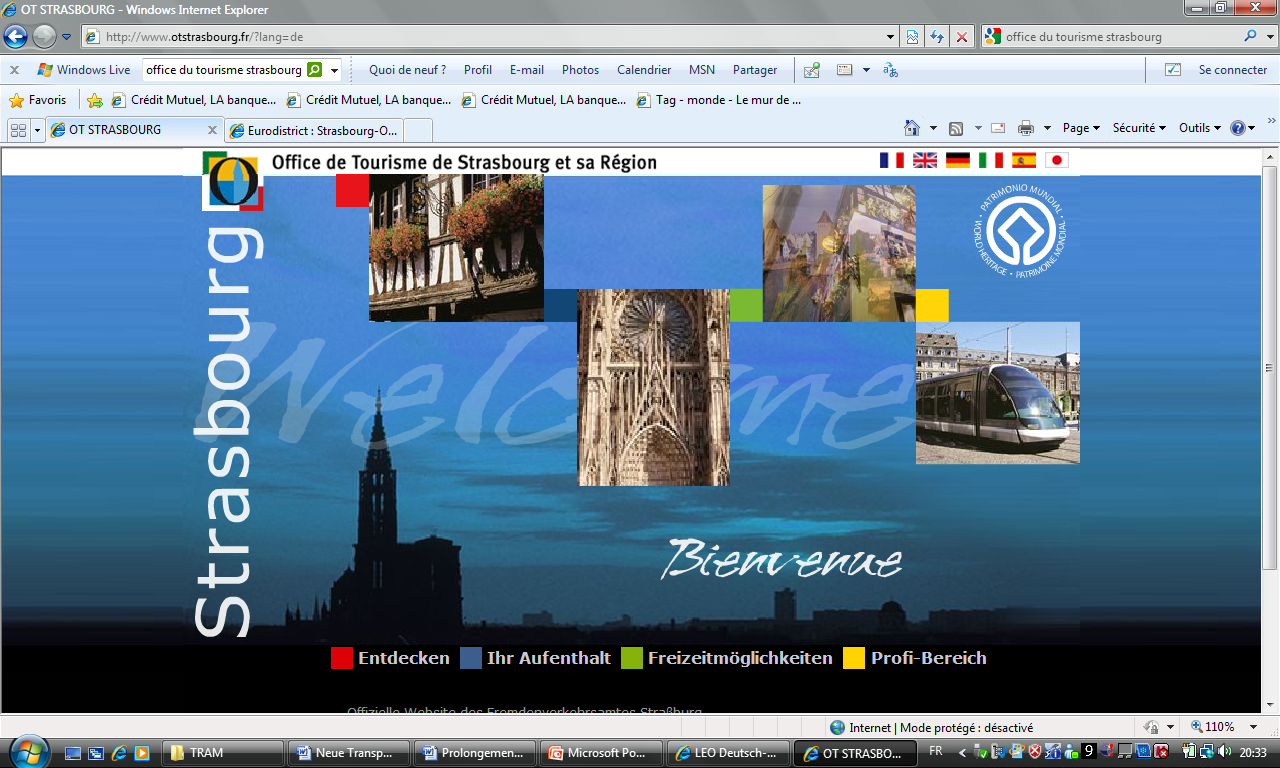 OT STRASBOURG - Windows Internet Explorer
http://www.otstrasbourg.fr/?lang=de
office du tourisme strasbourg
Windows Live
office du tourisme strasbourg
Quoi de neuf ? Profil E-mail Photos Calendrier MSN Partager
Se connecter
Favoris
Crédit Mutuel, LA banque...
Crédit Mutuel, LA banque...
Crédit Mutuel, LA banque...
Tag - monde - Le mur de ...
OT STRASBOURG
Eurodistrict : Strasbourg-O...
Page Sécurité Outils
Office de Tourisme de Strasbourg et sa Région
PATRIMONIO MUNDIAL • WORLD HERITAGE • PATRIMOINE MONDIAL
Strasbourg
Welcome
Bienvenue
Entdecken Ihr Aufenthalt Freizeitmöglichkeiten Profi-Bereich
Offizielle Website des Fremdenverkehrsamtes Straßburg
Internet | Mode protégé : désactivé
110%
TRAM
Neue Transp...
Prolongemen...
Microsoft Po...
LEO Deutsch-...
OT STRASBO...
FR
9
20:33